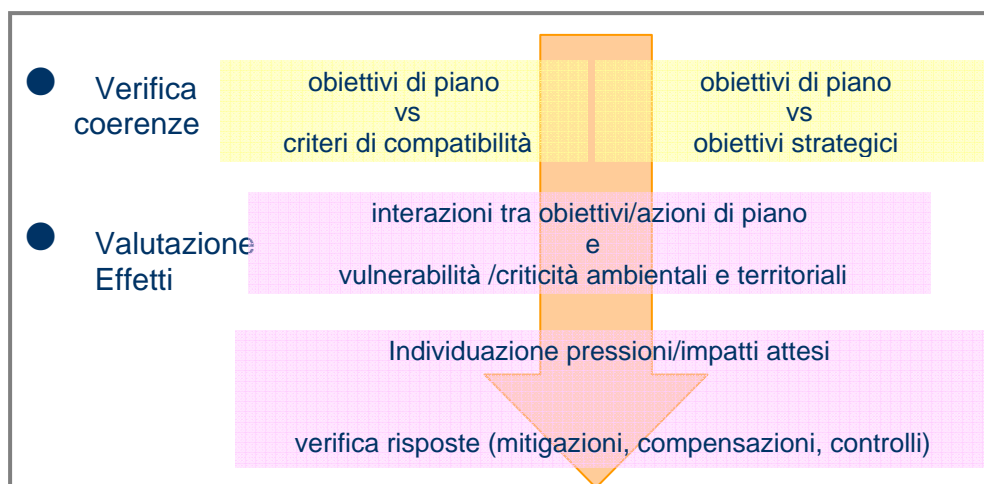 Verifica
coerenze
obiettivi di piano
vs
criteri di compatibilità
obiettivi di piano
vs
obiettivi strategici
Valutazione
Effetti
interazioni tra obiettivi/azioni di piano
e
vulnerabilità /criticità ambientali e territoriali
Individuazione pressioni/impatti attesi
verifica risposte (mitigazioni, compensazioni, controlli)